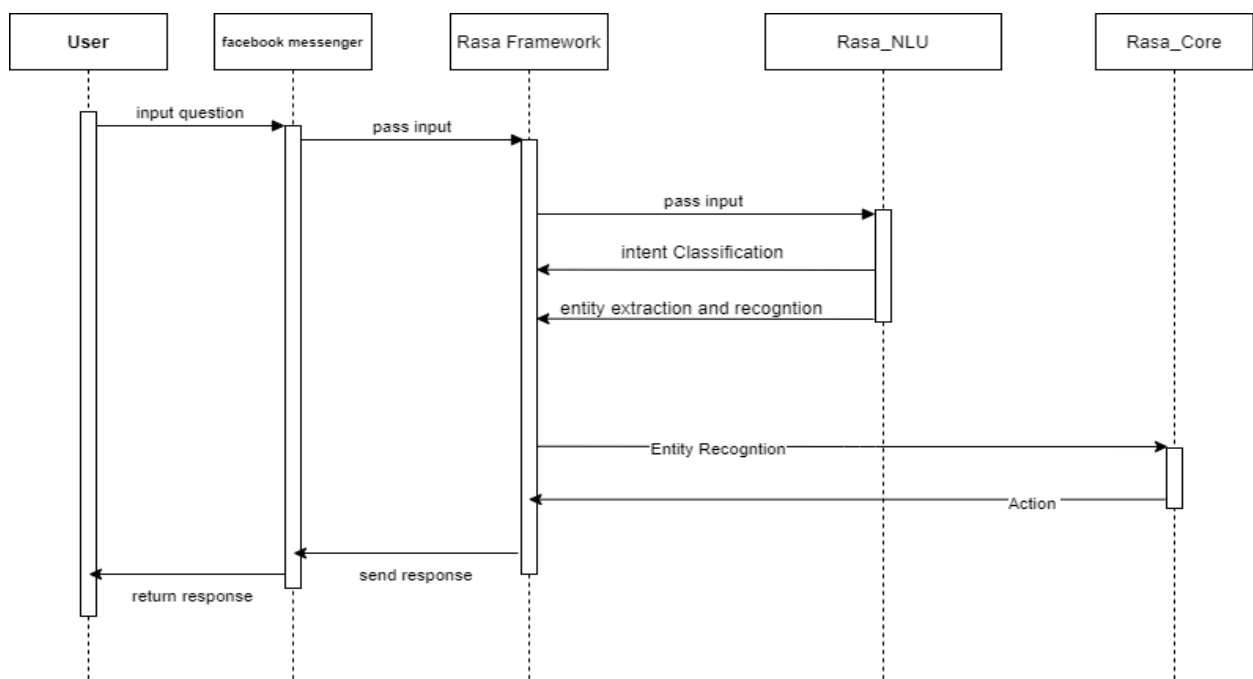 User
facebook messenger
Rasa Framework
Rasa_NLU
Rasa_Core
input question
pass input
pass input
intent Classification
entity extraction and recogntion
Entity Recogntion
Action
send response
return response